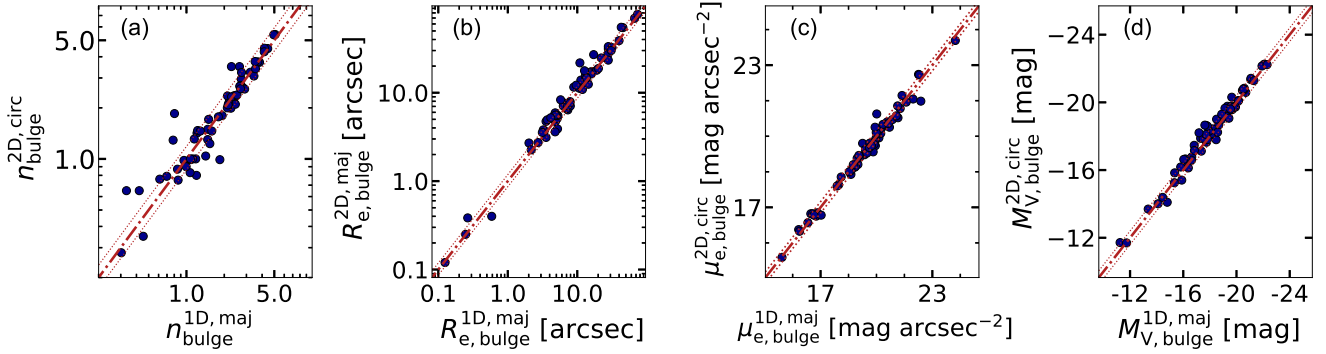 (a)
5.0
1.0
n^{2D, circ}_{bulge}
1.0 5.0
n^{1D, maj}_{bulge}
(b)
10.0
1.0
0.1
R^{2D, maj}_{e, bulge} [arcsec]
0.1 1.0 10.0
R^{1D, maj}_{e, bulge} [arcsec]
(c)
23
17
μ^{2D, circ}_{e, bulge} [mag arcsec^{−2}]
17 23
μ^{1D, maj}_{e, bulge} [mag arcsec^{−2}]
(d)
−24
−20
−16
−12
M^{2D, circ}_{V, bulge} [mag]
-12 -16 -20 -24
M^{1D, maj}_{V, bulge} [mag]